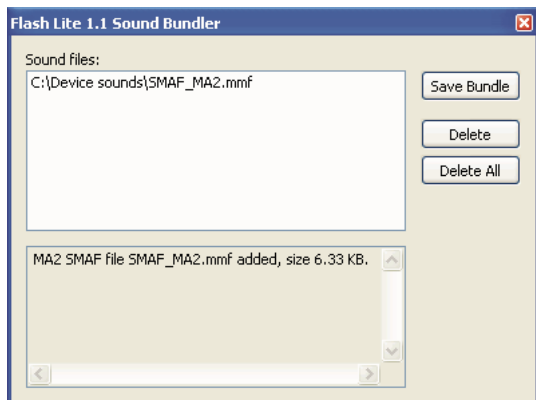 Flash Lite 1.1 Sound Bundler
Sound files:
C:\Device sounds\SMAF_MA2.mmf
Save Bundle
Delete
Delete All
MA2 SMAF file SMAF_MA2.mmf added, size 6.33 KB.